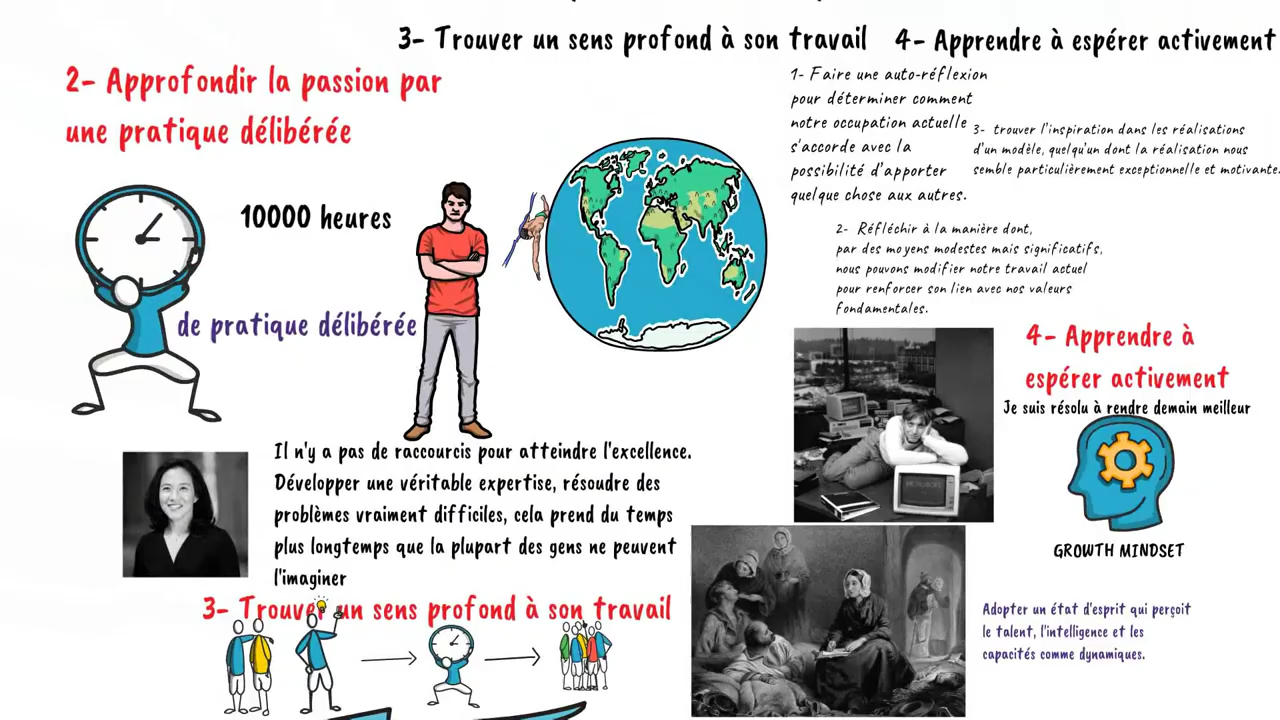 3- Trouver un sens profond à son travail
4- Apprendre à espérer activement
2- Approfondir la passion par
une pratique délibérée
10000 heures
de pratique délibérée
1- Faire une auto-réflexion
pour déterminer comment
notre occupation actuelle
s'accorde avec la
possibilité d'apporter
quelque chose aux autres.
3- trouver l'inspiration dans les réalisations
d'un modèle, quelqu'un dont la réalisation nous
semble particulièrement exceptionnelle et motivante.
2- Réfléchir à la manière dont,
par des moyens modestes mais significatifs,
nous pouvons modifier notre travail actuel
pour renforcer son lien avec nos valeurs
fondamentales.
4- Apprendre à
espérer activement
Je suis résolu à rendre demain meilleur
GROWTH MINDSET
Il n'y a pas de raccourcis pour atteindre l'excellence.
Développer une véritable expertise, résoudre des
problèmes vraiment difficiles, cela prend du temps
plus longtemps que la plupart des gens ne peuvent
l'imaginer
3- Trouver un sens profond à son travail
Adopter un état d'esprit qui perçoit
le talent, l'intelligence et les
capacités comme dynamiques.